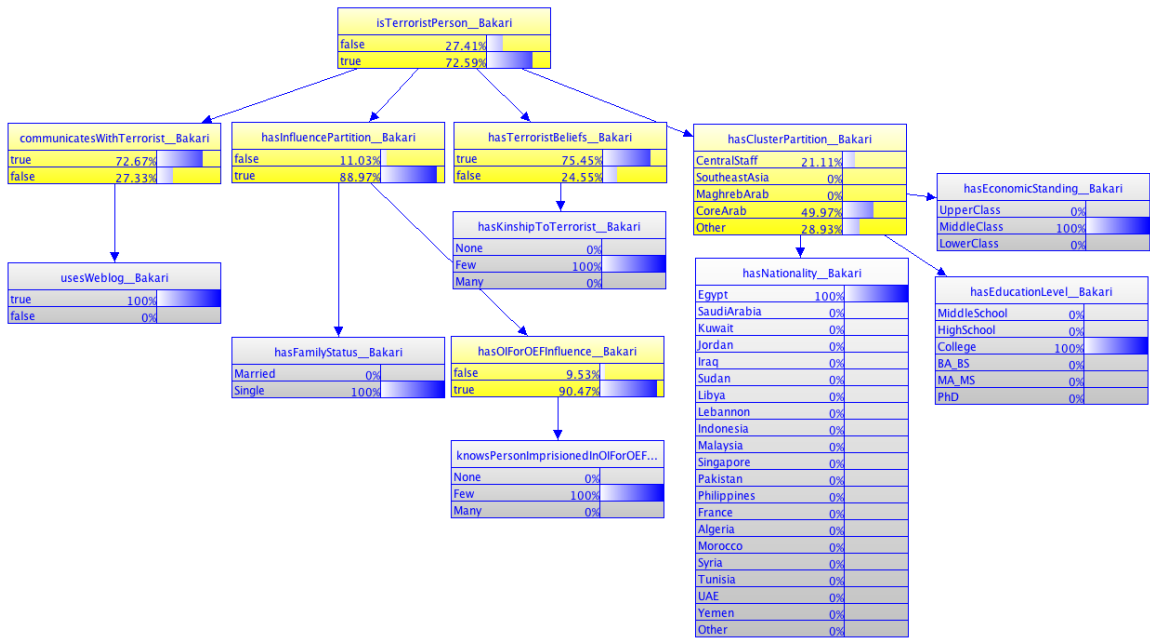 isTerroristPerson__Bakari
false 27.41%
true 72.59%
communicatesWithTerrorist__Bakari
true 72.67%
false 27.33%
hasInfluencePartition__Bakari
false 11.03%
true 88.97%
hasTerroristBeliefs__Bakari
true 75.45%
false 24.55%
hasClusterPartition__Bakari
CentralStaff 21.11%
SoutheastAsia 0%
MaghrebArab 0%
CoreArab 49.97%
Other 28.93%
hasEconomicStanding__Bakari
UpperClass 0%
MiddleClass 100%
LowerClass 0%
hasKinshipToTerrorist__Bakari
None 0%
Few 100%
Many 0%
usesWeblog__Bakari
true 100%
false 0%
hasNationality__Bakari
Egypt 100%
SaudiArabia 0%
Kuwait 0%
Jordan 0%
Iraq 0%
Sudan 0%
Libya 0%
Lebannon 0%
Indonesia 0%
Malaysia 0%
Singapore 0%
Pakistan 0%
Philippines 0%
France 0%
Algeria 0%
Morocco 0%
Syria 0%
Tunisia 0%
UAE 0%
Yemen 0%
Other 0%
hasEducationLevel__Bakari
MiddleSchool 0%
HighSchool 0%
College 100%
BA_BS 0%
MA_MS 0%
PhD 0%
hasFamilyStatus__Bakari
Married 0%
Single 100%
hasOIForOEFInfluence__Bakari
false 9.53%
true 90.47%
knowsPersonImprisionedInOIForOEF...
None 0%
Few 100%
Many 0%